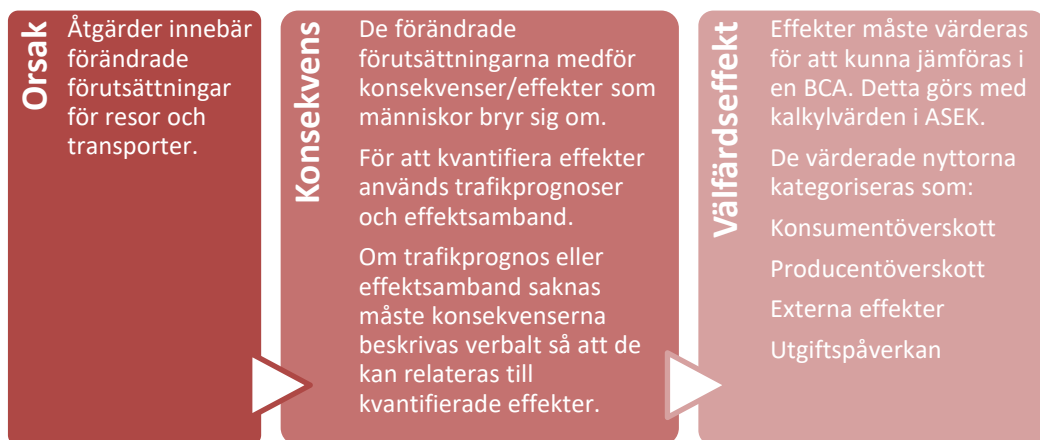 Orsak
Åtgärder innebär
förändrade
förutsättningar
för resor och
transporter.
Konsekvens
De förändrade
förutsättningarna medför
konsekvenser/effekter som
människor bryr sig om.
För att kvantifiera effekter
används trafikprognoser
och effektsamband.
Om trafikprognos eller
effektsamband saknas
måste konsekvenserna
beskrivas verbalt så att de
kan relateras till
kvantifierade effekter.
Välfärdseffekt
Effekter måste värderas
för att kunna jämföras i
en BCA. Detta görs med
kalkylvärden i ASEK.
De värderade nyttorna
kategoriseras som:
Konsumentöverskott
Producentöverskott
Externa effekter
Utgiftspåverkan